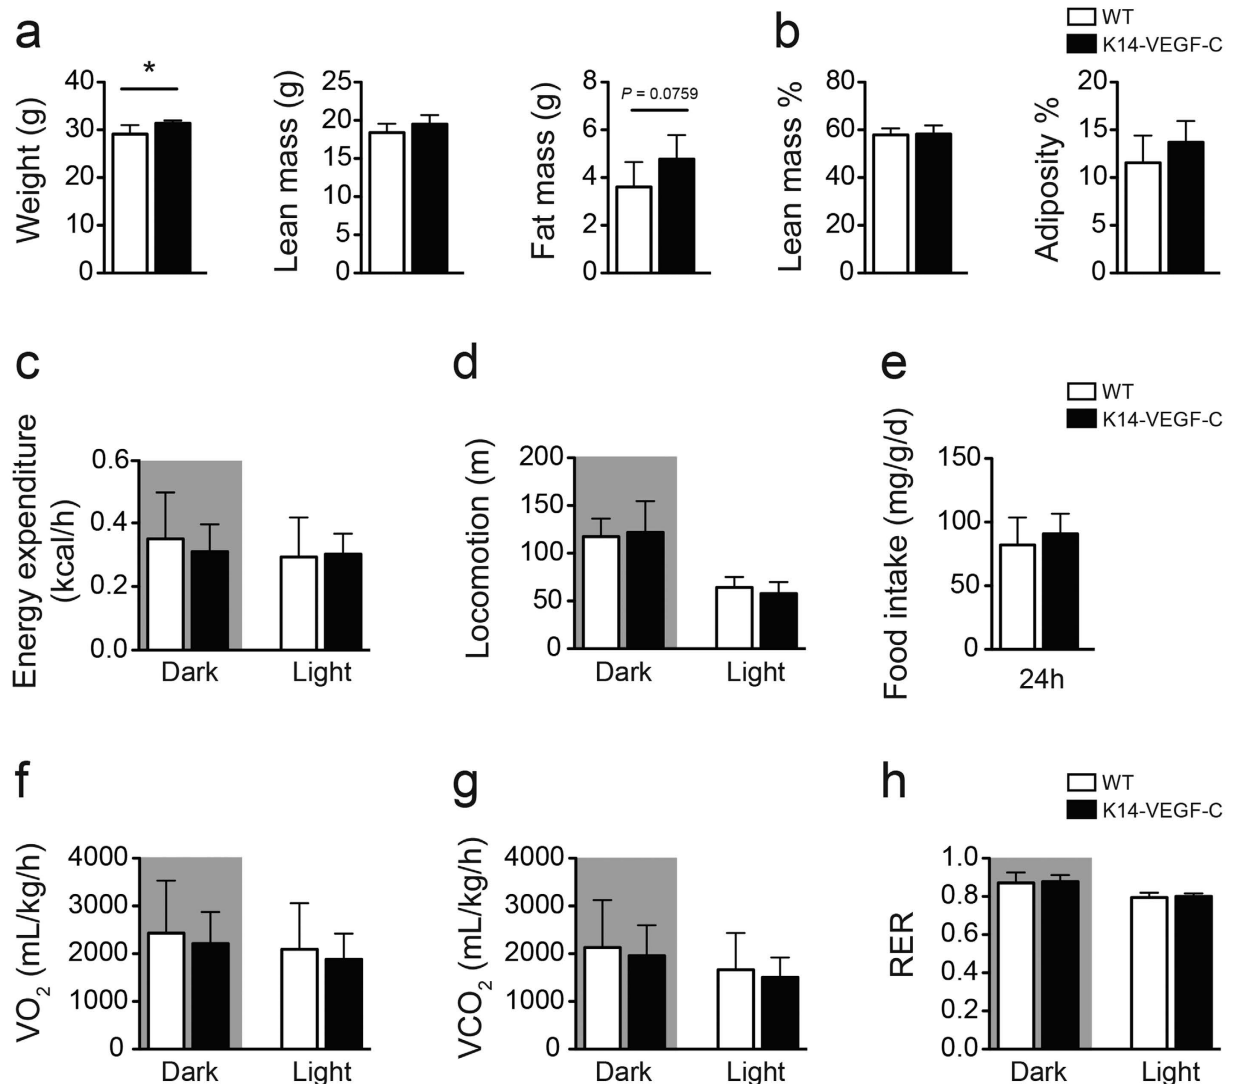 a
b
WT
K14-VEGF-C
Weight (g)
40
30
20
10
0
*
Lean mass (g)
25
20
15
10
5
0
Fat mass (g)
8
6
4
2
0
P = 0.0759
Lean mass %
80
60
40
20
0
Adiposity %
20
15
10
5
0
c
d
e
WT
K14-VEGF-C
Energy expenditure
(kcal/h)
0.6
0.4
0.2
0.0
Dark
Light
Locomotion (m)
200
150
100
50
0
Dark
Light
Food intake (mg/g/d)
150
100
50
0
24h
f
g
h
WT
K14-VEGF-C
VO2 (mL/kg/h)
4000
3000
2000
1000
0
Dark
Light
VCO2 (mL/kg/h)
4000
3000
2000
1000
0
Dark
Light
RER
1.0
0.8
0.6
0.4
0.2
0.0
Dark
Light